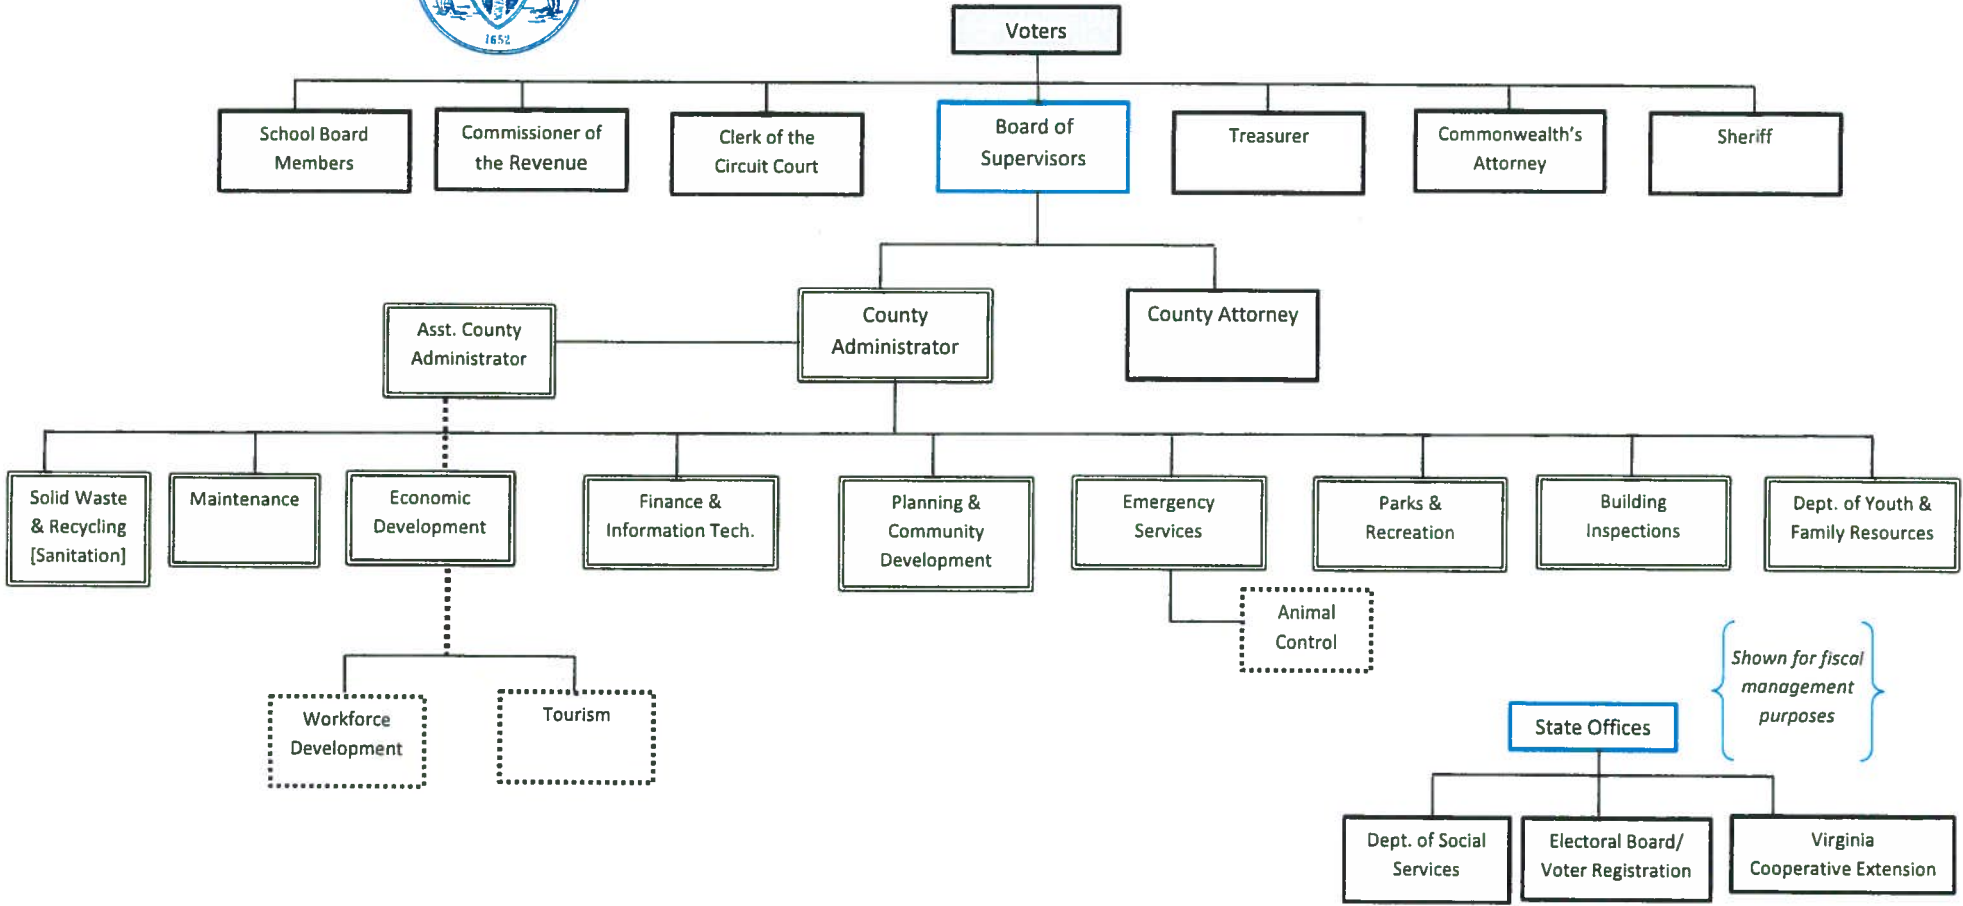 1652
Voters
School Board
Members
Commissioner of
the Revenue
Clerk of the
Circuit Court
Board of
Supervisors
Treasurer
Commonwealth's
Attorney
Sheriff
Asst. County
Administrator
County
Administrator
County Attorney
Solid Waste
& Recycling
[Sanitation]
Maintenance
Economic
Development
Finance &
Information Tech.
Planning &
Community
Development
Emergency
Services
Parks &
Recreation
Building
Inspections
Dept. of Youth &
Family Resources
Animal
Control
Workforce
Development
Tourism
Shown for fiscal
management
purposes
State Offices
Dept. of Social
Services
Electoral Board/
Voter Registration
Virginia
Cooperative Extension